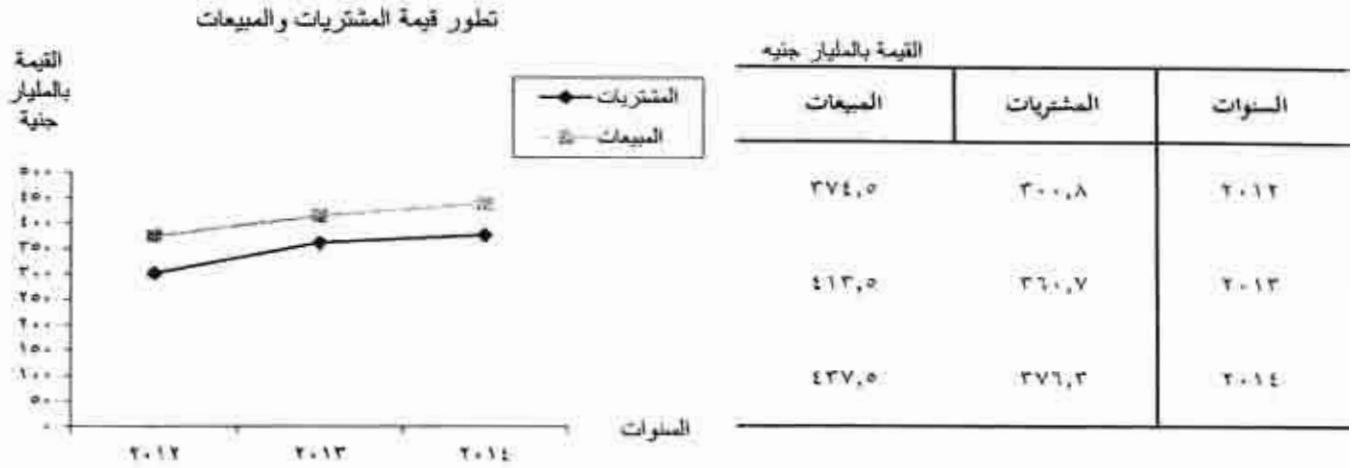 تطور قيمة المشتريات والمبيعات
القيمة
بالمليار
جنية
المشتريات
المبيعات
٥٠٠
٤٥٠
٤٠٠
٣٥٠
٣٠٠
٢٥٠
٢٠٠
١٥٠
١٠٠
٥٠
٠
٢٠١٢ ٢٠١٣ ٢٠١٤
السنوات
القيمة بالمليار جنيه
السنوات المشتريات المبيعات
٢٠١٢ ٣٠٠,٨ ٣٧٤,٥
٢٠١٣ ٣٦٠,٧ ٤١٣,٥
٢٠١٤ ٣٧٦,٣ ٤٣٧,٥